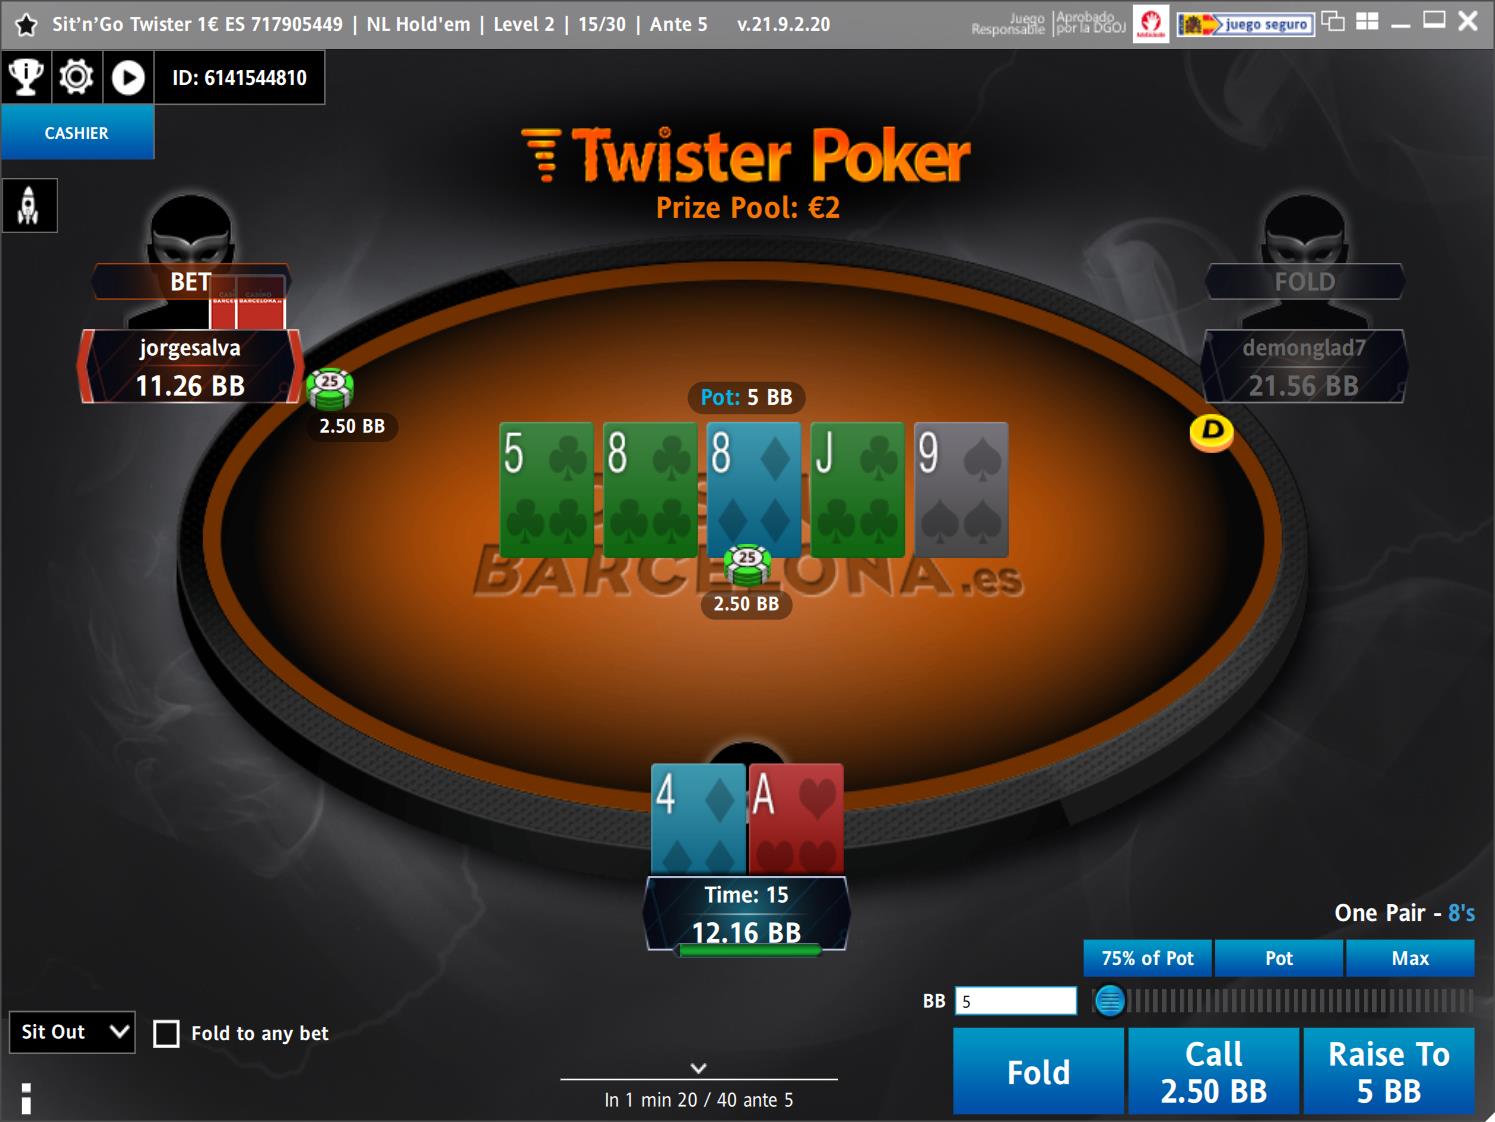 Sit'n'Go Twister 1€ ES 717905449 | NL Hold'em | Level 2 | 15/30 | Ante 5 v.21.9.2.20
Juego Responsable
Aprobado por la DGOJ
juego seguro
ID: 6141544810
CASHIER
Twister Poker
Prize Pool: €2
BET
CASINO
BARCELONA.es
jorgesalva
11.26 BB
25
2.50 BB
FOLD
demonglad7
21.56 BB
D
Pot: 5 BB
5 8 8 J 9
BARCELONA.es
25
2.50 BB
4 A
Time: 15
12.16 BB
One Pair - 8's
75% of Pot Pot Max
BB 5
Sit Out Fold to any bet
Fold
Call 2.50 BB
Raise To 5 BB
In 1 min 20 / 40 ante 5